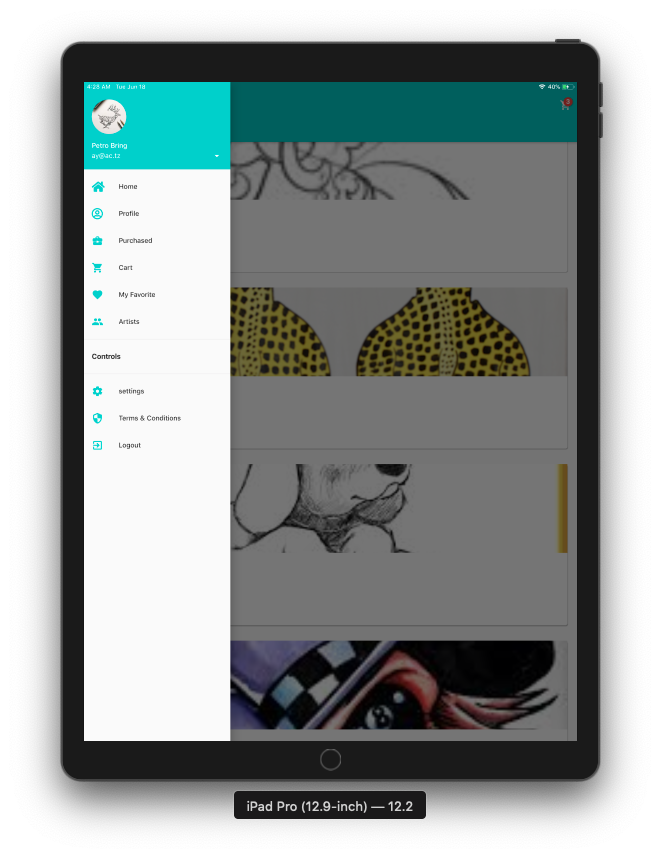 4:28 AM Tue Jun 18
40%
3
Petro Bring
ay@ac.tz
Home
Profile
Purchased
Cart
My Favorite
Artists
Controls
settings
Terms & Conditions
Logout
8
iPad Pro (12.9-inch) — 12.2